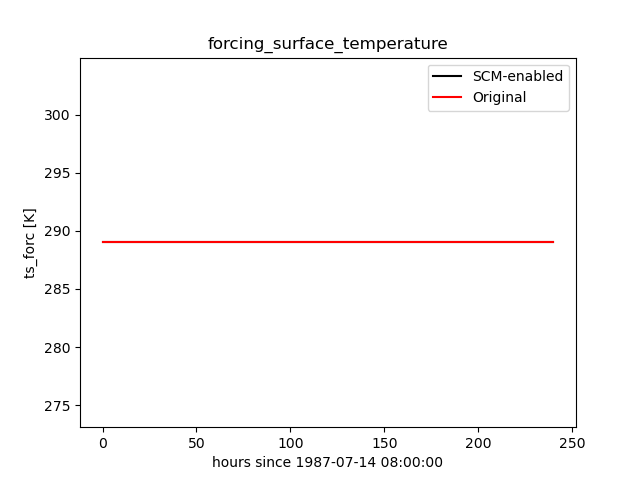 forcing_surface_temperature
SCM-enabled
Original
ts_forc [K]
300
295
290
285
280
275
0
50
100
150
200
250
hours since 1987-07-14 08:00:00